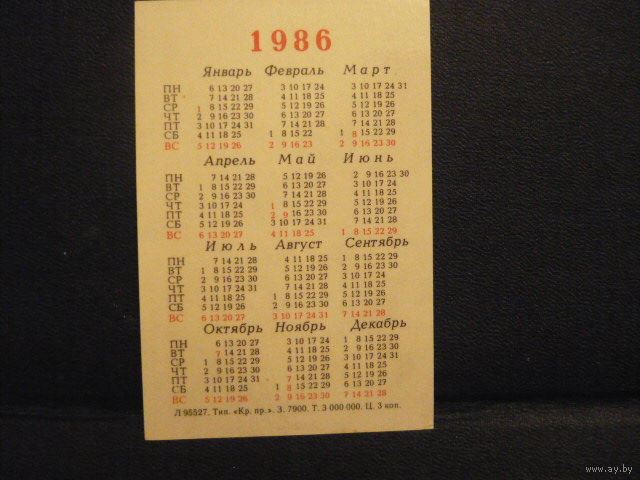 1986
Январь Февраль Март
ПН 6 13 20 27 3 10 17 24 3 10 17 24 31
ВТ 7 14 21 28 4 11 18 25 4 11 18 25
СР 1 8 15 22 29 5 12 19 26 5 12 19 26
ЧТ 2 9 16 23 30 6 13 20 27 6 13 20 27
ПТ 3 10 17 24 31 7 14 21 28 7 14 21 28
СБ 4 11 18 25 1 8 15 22 1 8 15 22 29
ВС 5 12 19 26 2 9 16 23 2 9 16 23 30
Апрель Май Июнь
ПН 7 14 21 28 5 12 19 26 2 9 16 23 30
ВТ 1 8 15 22 29 6 13 20 27 3 10 17 24
СР 2 9 16 23 30 7 14 21 28 4 11 18 25
ЧТ 3 10 17 24 1 8 15 22 29 5 12 19 26
ПТ 4 11 18 25 2 9 16 23 30 6 13 20 27
СБ 5 12 19 26 3 10 17 24 31 7 14 21 28
ВС 6 13 20 27 4 11 18 25 1 8 15 22 29
Июль Август Сентябрь
ПН 7 14 21 28 4 11 18 25 1 8 15 22 29
ВТ 1 8 15 22 29 5 12 19 26 2 9 16 23 30
СР 2 9 16 23 30 6 13 20 27 3 10 17 24
ЧТ 3 10 17 24 31 7 14 21 28 4 11 18 25
ПТ 4 11 18 25 1 8 15 22 29 5 12 19 26
СБ 5 12 19 26 2 9 16 23 30 6 13 20 27
ВС 6 13 20 27 3 10 17 24 31 7 14 21 28
Октябрь Ноябрь Декабрь
ПН 6 13 20 27 3 10 17 24 1 8 15 22 29
ВТ 7 14 21 28 4 11 18 25 2 9 16 23 30
СР 1 8 15 22 29 5 12 19 26 3 10 17 24 31
ЧТ 2 9 16 23 30 6 13 20 27 4 11 18 25
ПТ 3 10 17 24 31 7 14 21 28 5 12 19 26
СБ 4 11 18 25 1 8 15 22 29 6 13 20 27
ВС 5 12 19 26 2 9 16 23 30 7 14 21 28
Л 95527. Тип. «Кр. пр.». З. 7900. Т. 3 000 000. Ц. 3 коп.
www.ay.by